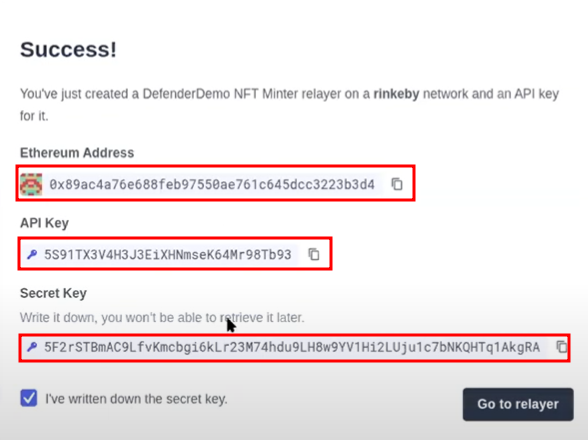 Success!
You've just created a DefenderDemo NFT Minter relayer on a rinkeby network and an API key
for it.
Ethereum Address
0x89ac4a76e688feb97550ae761c645dcc3223b3d4
API Key
5S91TX3V4H3J3EiXHNmseK64Mr98Tb93
Secret Key
Write it down, you won't be able to retrieve it later.
5F2rSTBmAC9LfvKmcbgi6kLr23M74hdu9LH8w9YV1Hi2LUju1c7bNKQHTq1AkgRA
I've written down the secret key.
Go to relayer